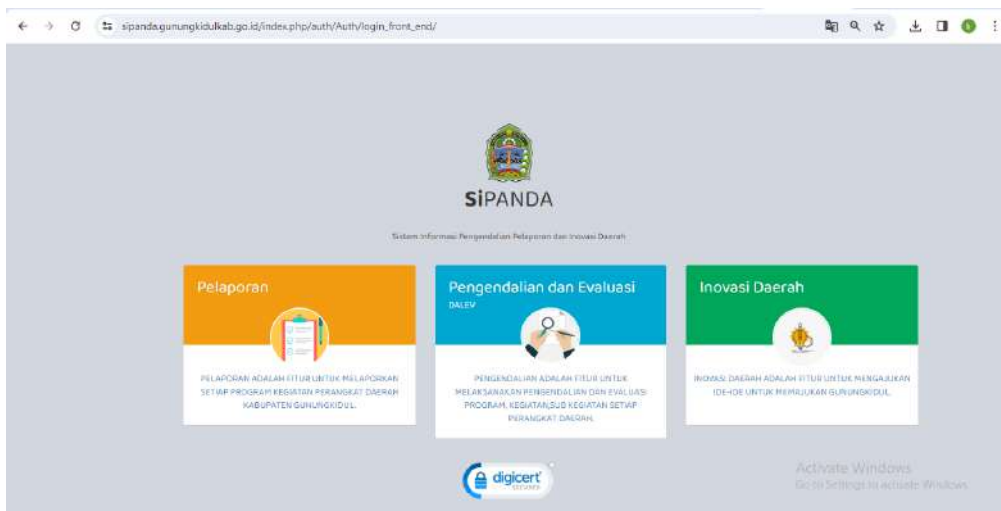 sipanda.gunungkidulkab.go.id/index.php/auth/Auth/login_front_end/
SiPANDA
Sistem Informasi Pengendalian Pelaporan dan Inovasi Daerah
Pelaporan
PELAPORAN ADALAH FITUR UNTUK MELAPORKAN
SETIAP PROGRAM KEGIATAN PERANGKAT DAERAH
KABUPATEN GUNUNGKIDUL.
Pengendalian dan Evaluasi
DALEV
PENGENDALIAN ADALAH FITUR UNTUK
MELAKSANAKAN PENGENDALIAN DAN EVALUASI
PROGRAM, KEGIATAN,SUB KEGIATAN SETIAP
PERANGKAT DAERAH.
Inovasi Daerah
INOVASI DAERAH ADALAH FITUR UNTUK MENGAJUKAN
IDE-IDE UNTUK MEMAJUKAN GUNUNGKIDUL.
digicert
SECURED
Activate Windows
Go to Settings to activate Windows.